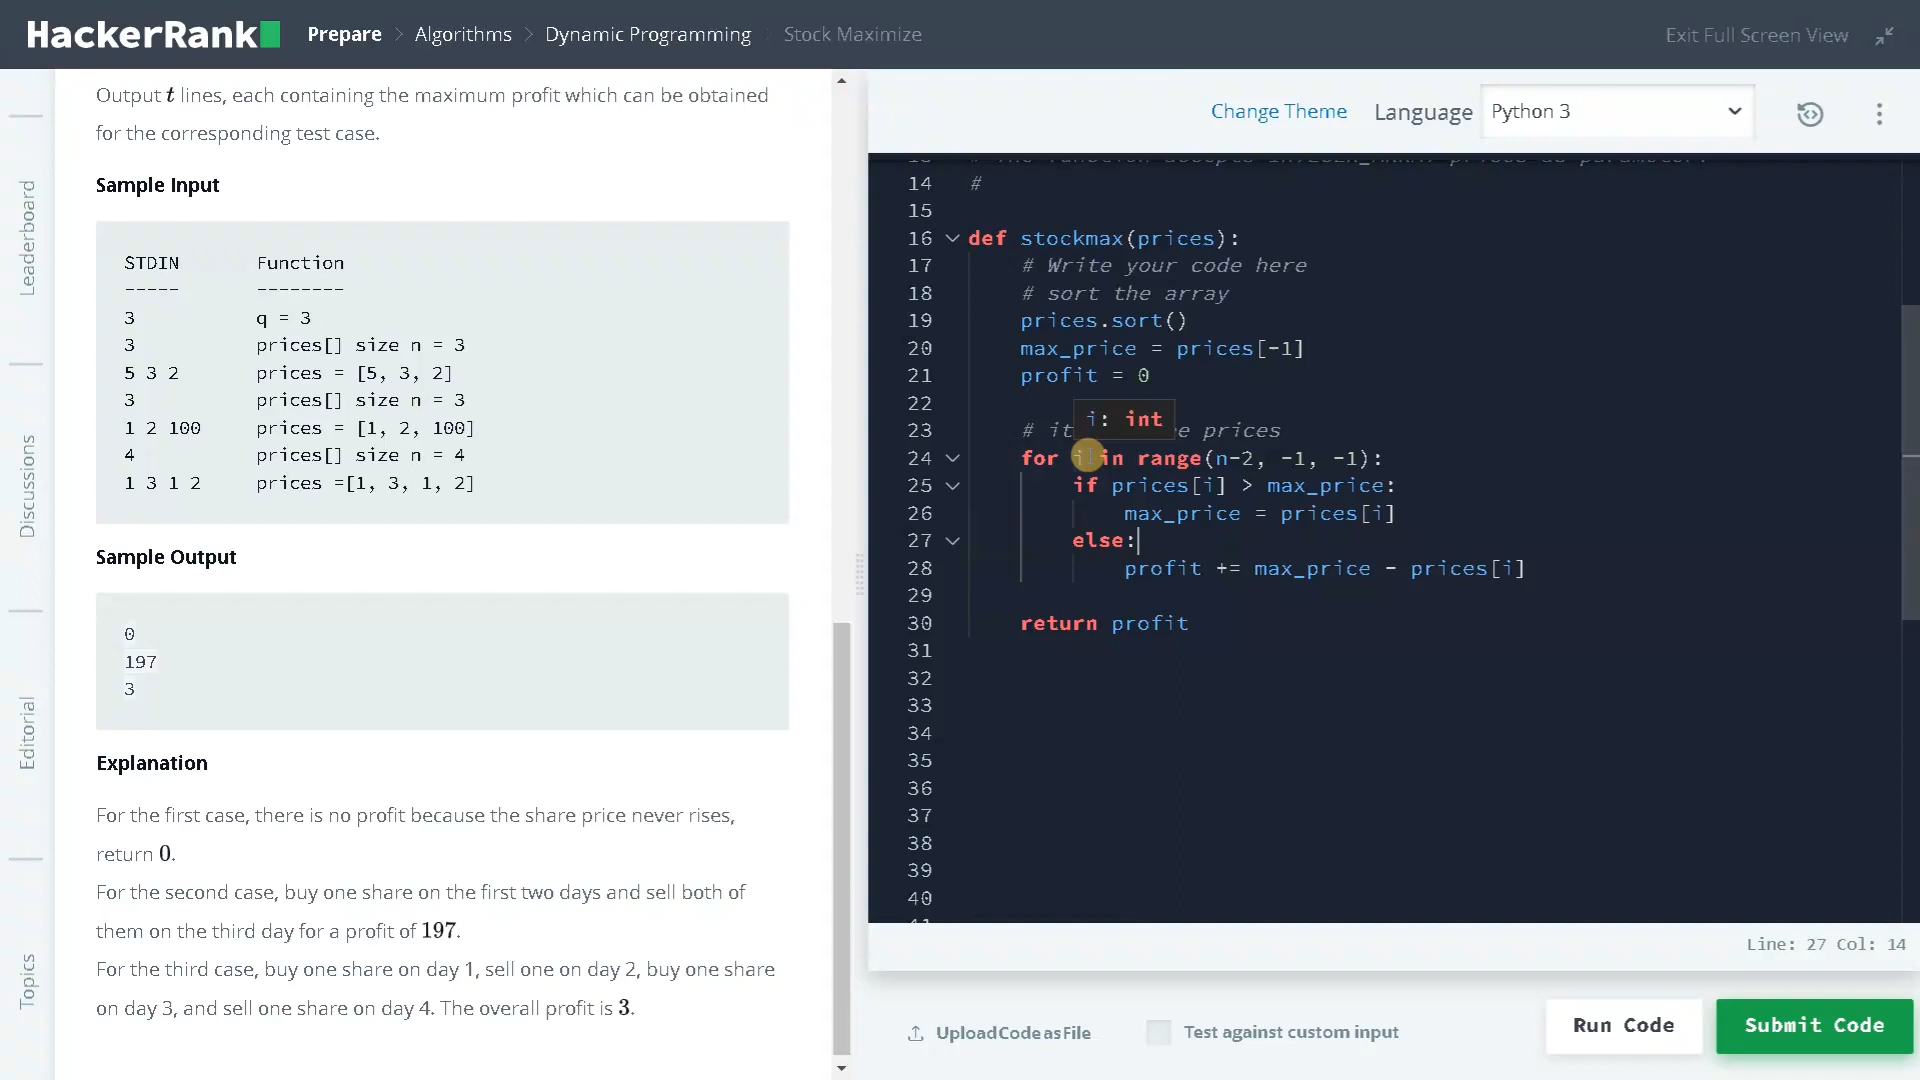 HackerRank Prepare > Algorithms > Dynamic Programming > Stock Maximize Exit Full Screen View
Leaderboard
Discussions
Editorial
Topics
Output t lines, each containing the maximum profit which can be obtained
for the corresponding test case.
Sample Input
STDIN Function
----- --------
3 q = 3
3 prices[] size n = 3
5 3 2 prices = [5, 3, 2]
3 prices[] size n = 3
1 2 100 prices = [1, 2, 100]
4 prices[] size n = 4
1 3 1 2 prices =[1, 3, 1, 2]
Sample Output
0
197
3
Explanation
For the first case, there is no profit because the share price never rises,
return 0.
For the second case, buy one share on the first two days and sell both of
them on the third day for a profit of 197.
For the third case, buy one share on day 1, sell one on day 2, buy one share
on day 3, and sell one share on day 4. The overall profit is 3.
Change Theme Language Python 3
14 #
15
16 def stockmax(prices):
17 # Write your code here
18 # sort the array
19 prices.sort()
20 max_price = prices[-1]
21 profit = 0
22
i: int
23 # it e prices
24 for i in range(n-2, -1, -1):
25 if prices[i] > max_price:
26 max_price = prices[i]
27 else:
28 profit += max_price - prices[i]
29
30 return profit
31
32
33
34
35
36
37
38
39
40
Line: 27 Col: 14
Upload Code as File Test against custom input Run Code Submit Code